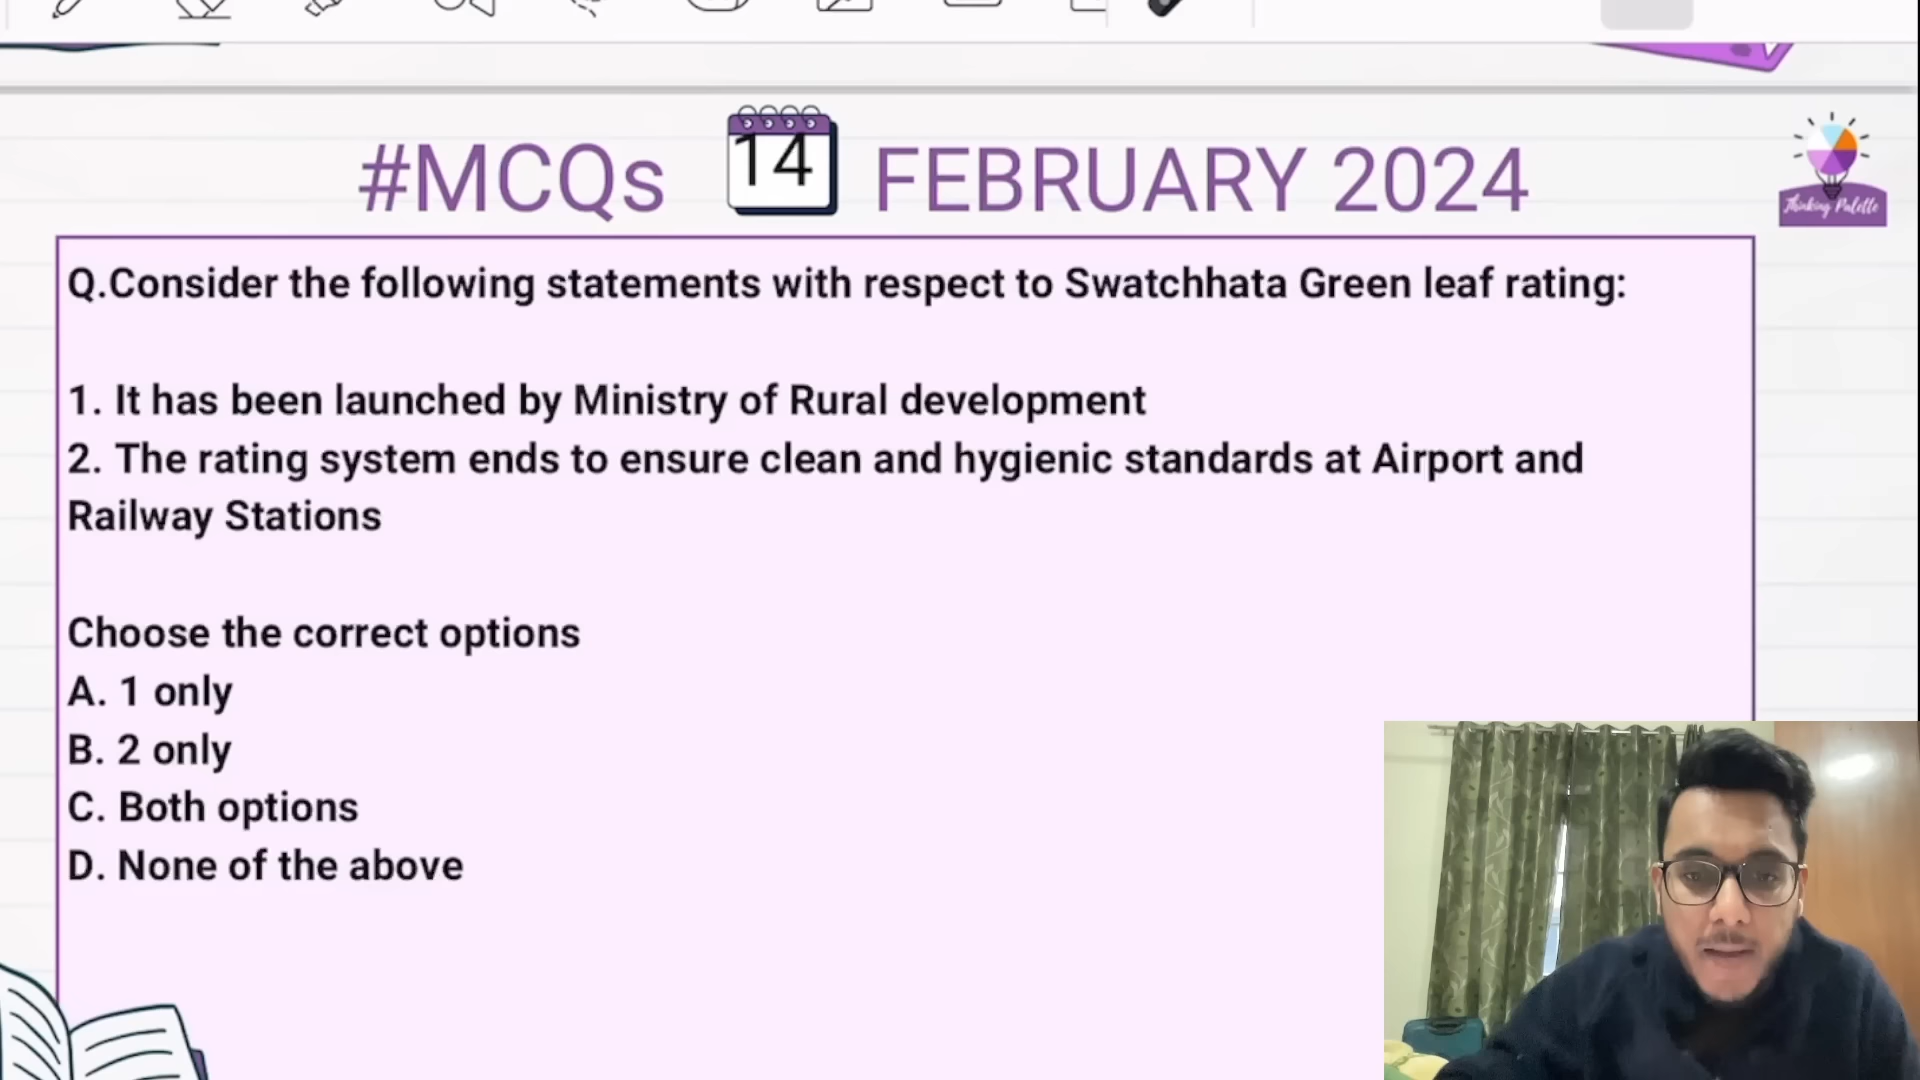 #MCQs 14 FEBRUARY 2024
Thinking Palette
Q.Consider the following statements with respect to Swatchhata Green leaf rating:
1. It has been launched by Ministry of Rural development
2. The rating system ends to ensure clean and hygienic standards at Airport and
Railway Stations
Choose the correct options
A. 1 only
B. 2 only
C. Both options
D. None of the above